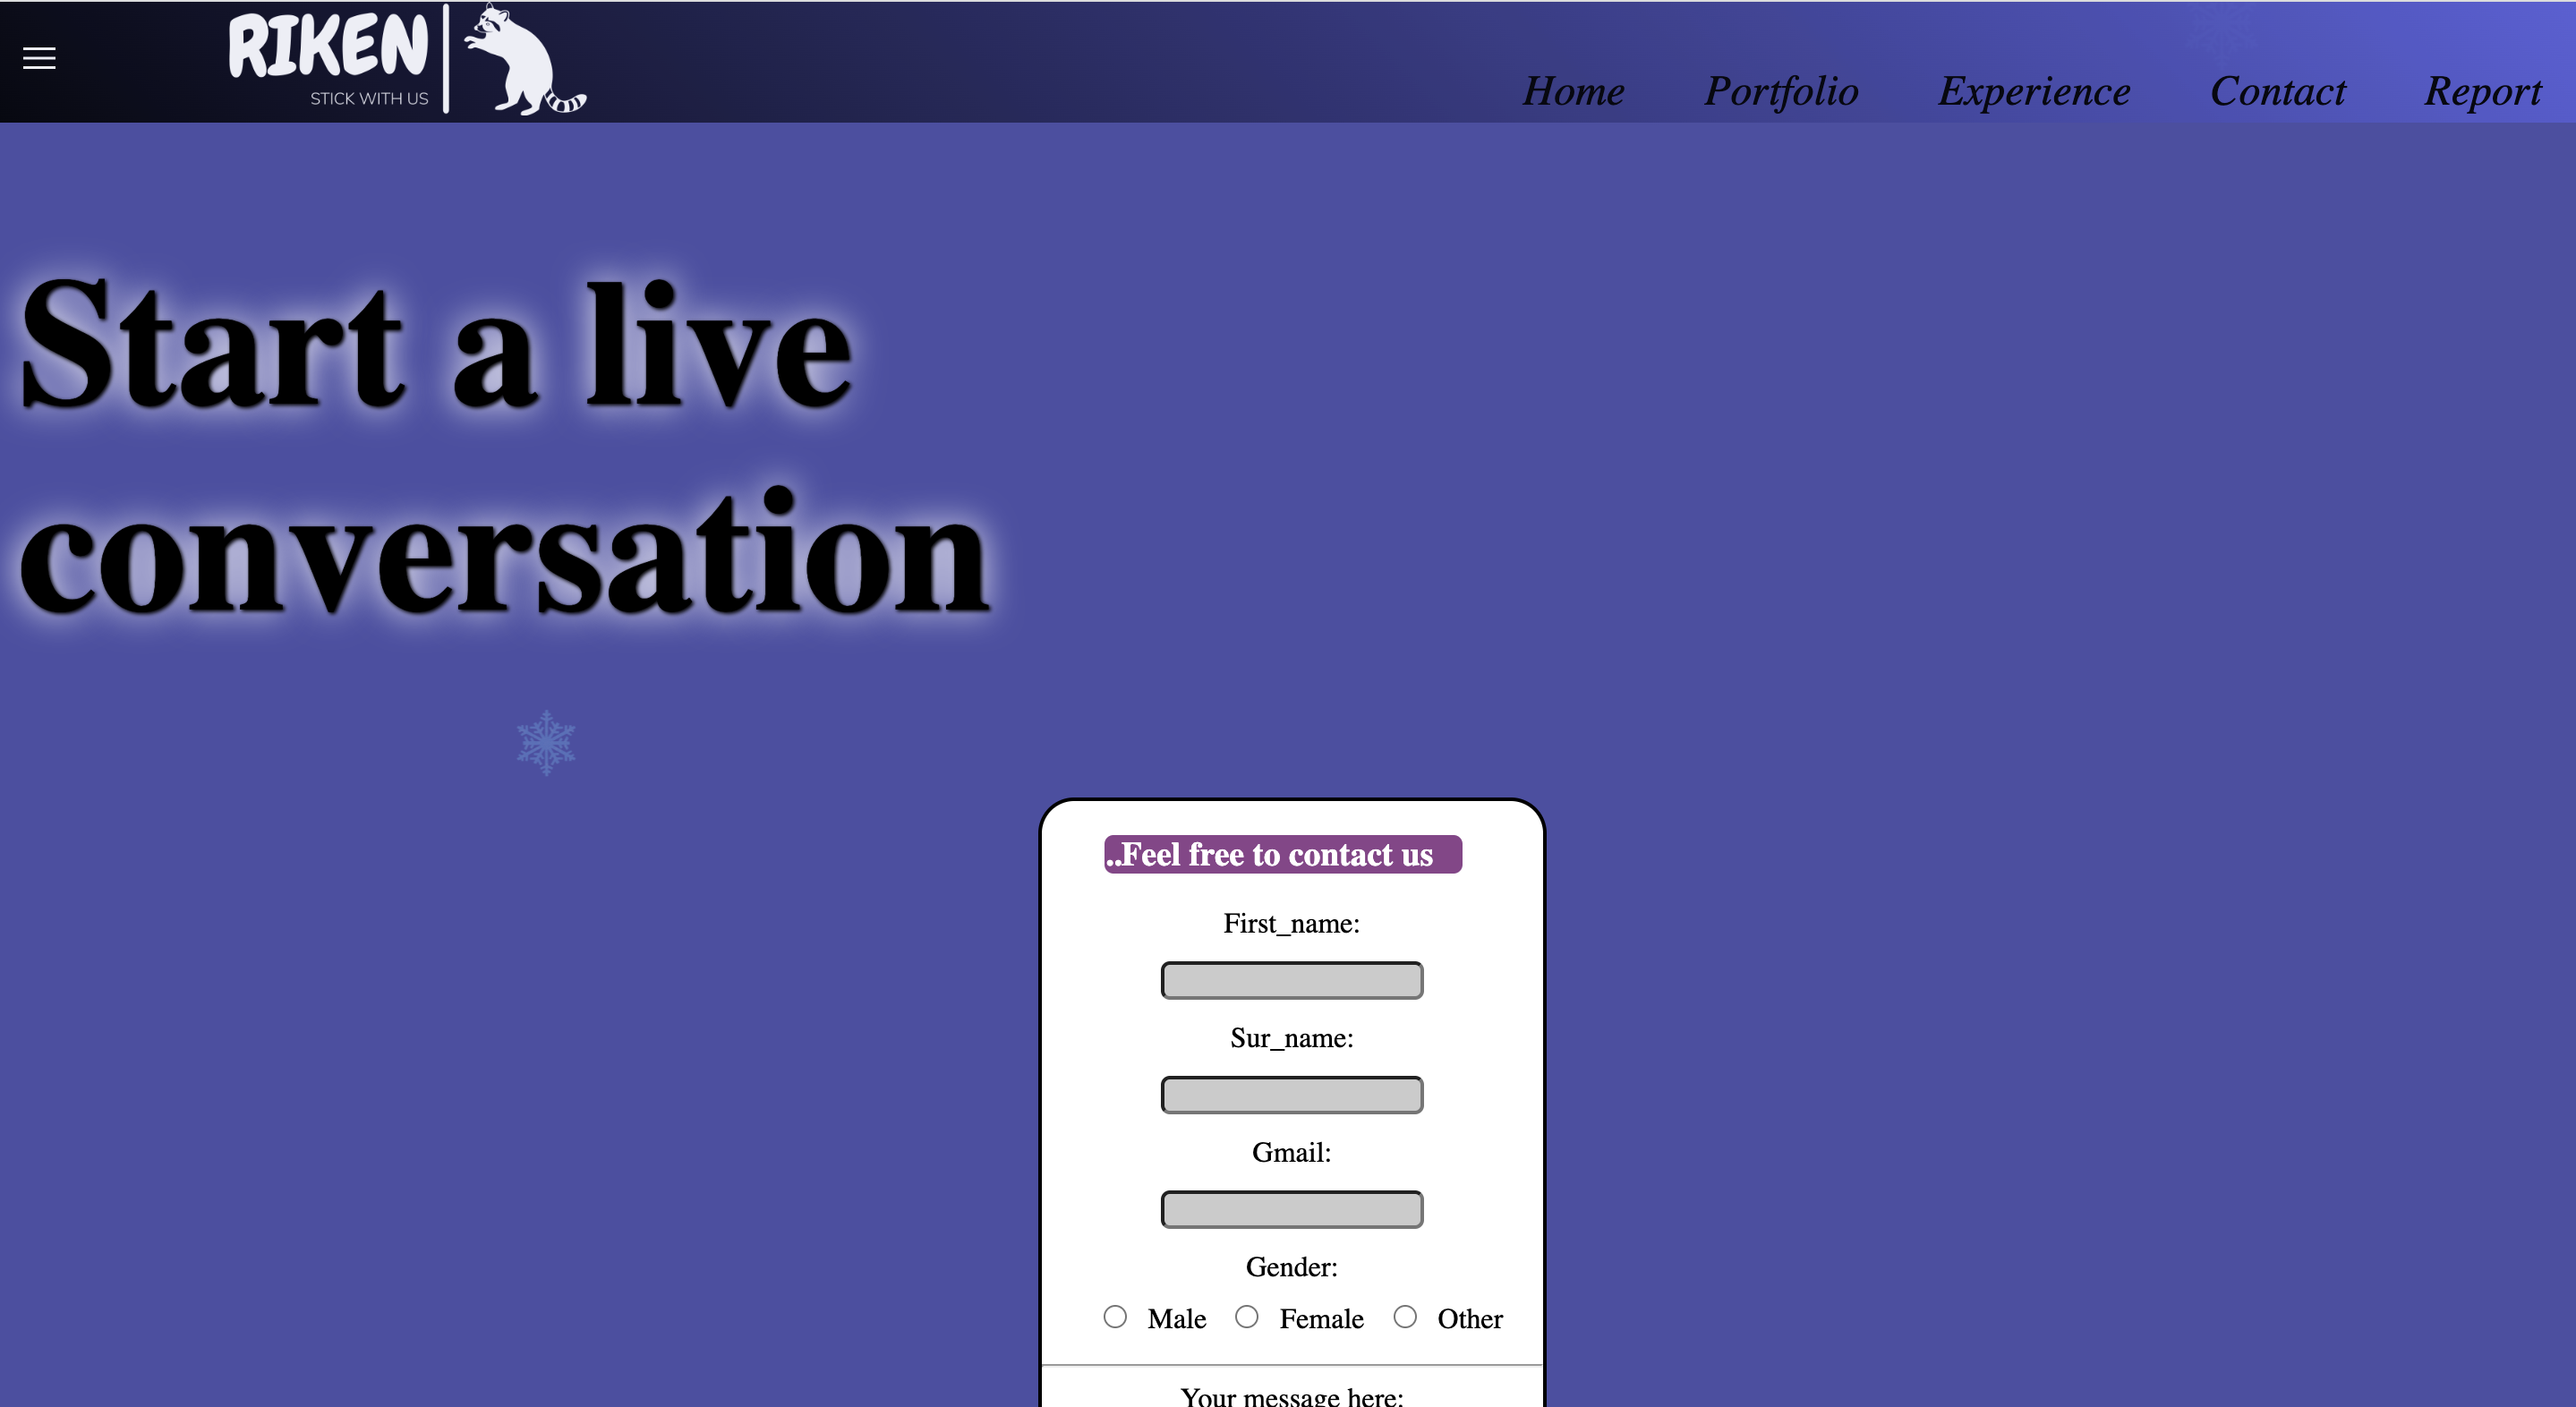 RIKEN
STICK WITH US
Home Portfolio Experience Contact Report
Start a live
conversation
..Feel free to contact us
First_name:
Sur_name:
Gmail:
Gender:
Male Female Other
Your message here: